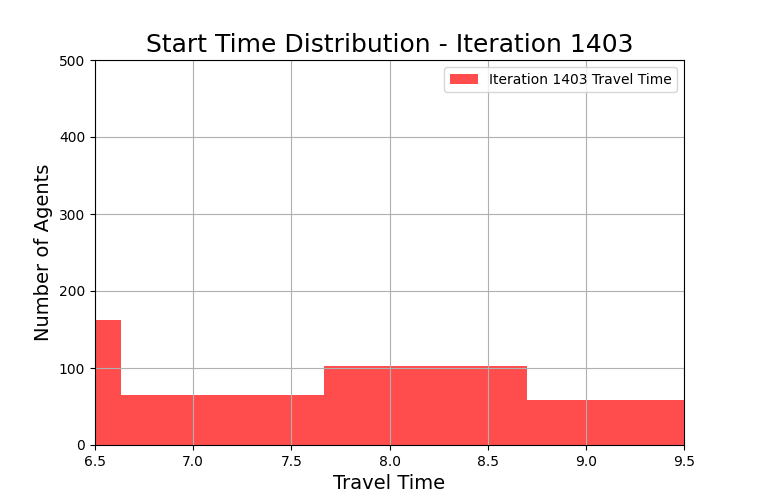 Start Time Distribution - Iteration 1403
Iteration 1403 Travel Time
Number of Agents
500
400
300
200
100
0
6.5 7.0 7.5 8.0 8.5 9.0 9.5
Travel Time